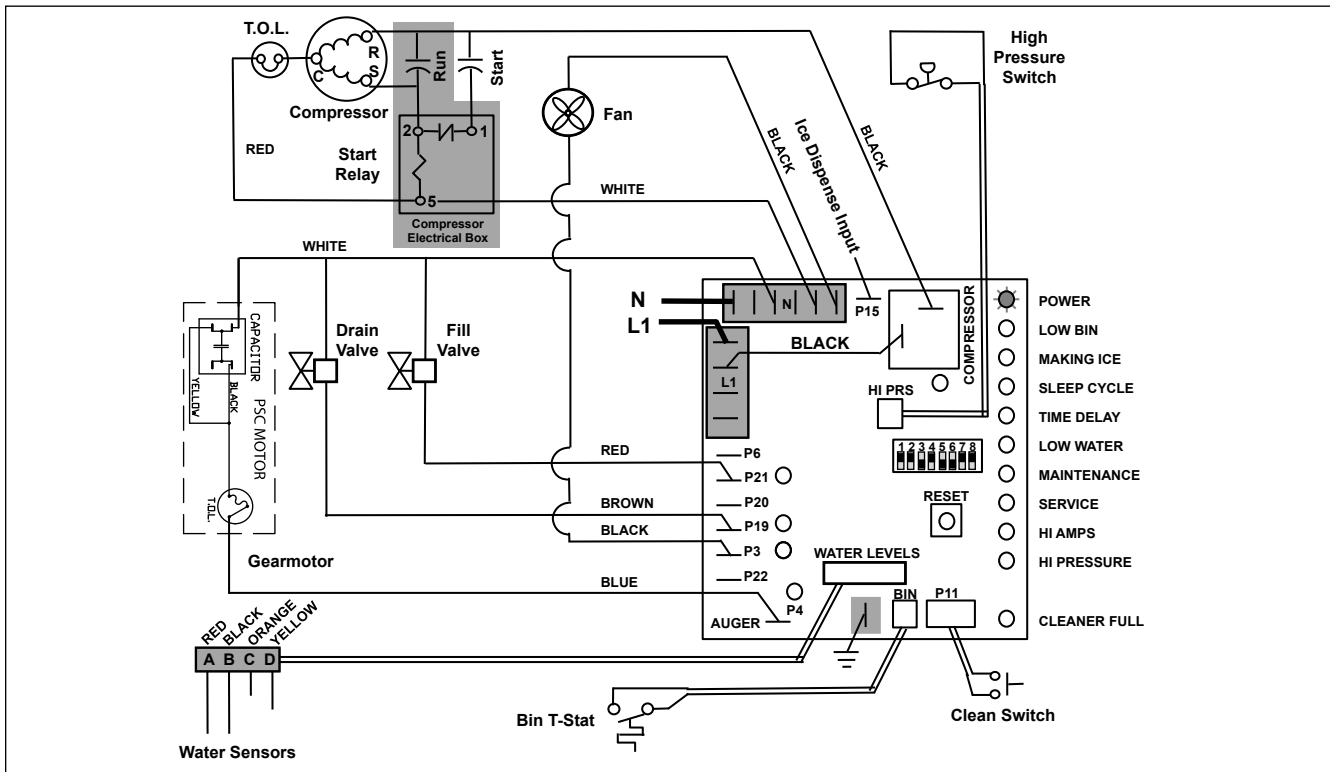 T.O.L.
R
S
C
Compressor
Run
Start
High
Pressure
Switch
Fan
BLACK
Ice Dispense Input
BLACK
RED
Start
Relay
2
1
5
Compressor
Electrical Box
WHITE
WHITE
N
L1
N
P15
COMPRESSOR
BLACK
L1
HI PRS
Drain
Valve
Fill
Valve
CAPACITOR
YELLOW
BLACK
PSC MOTOR
T.O.L.
Gearmotor
RED
BROWN
BLACK
BLUE
P6
P21
P20
P19
P3
P22
P4
AUGER
1 2 3 4 5 6 7 8
RESET
WATER LEVELS
BIN
P11
POWER
LOW BIN
MAKING ICE
SLEEP CYCLE
TIME DELAY
LOW WATER
MAINTENANCE
SERVICE
HI AMPS
HI PRESSURE
CLEANER FULL
RED
BLACK
ORANGE
YELLOW
A B C D
Water Sensors
Bin T-Stat
Clean Switch